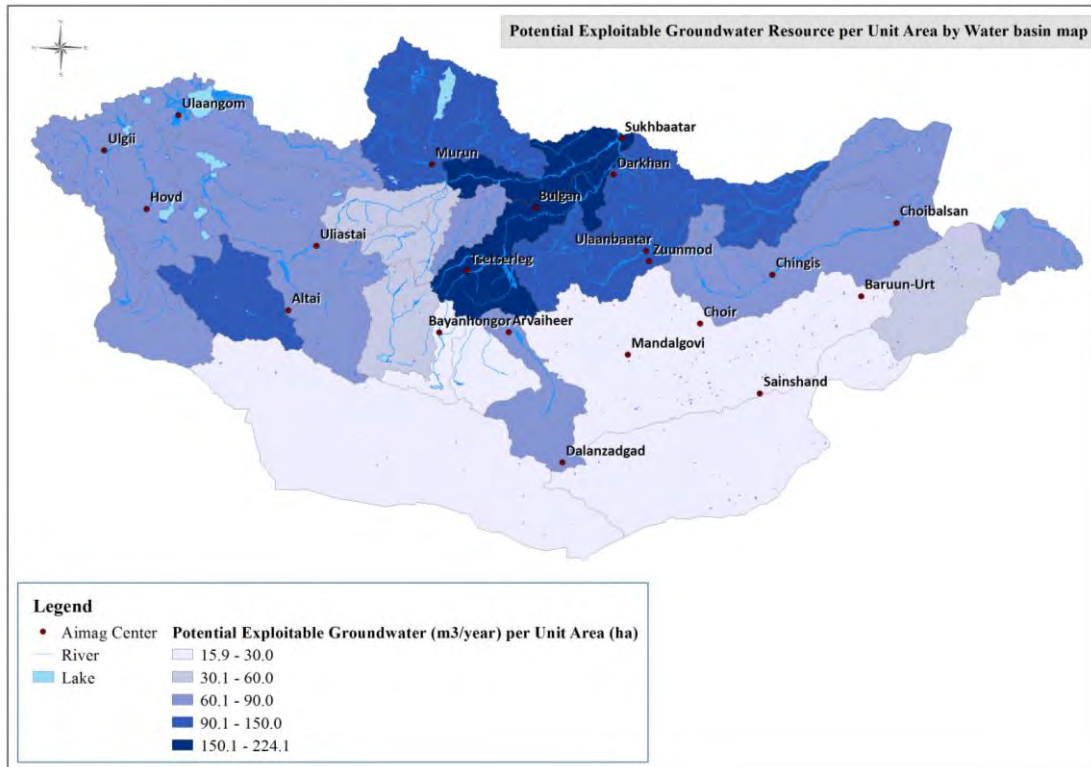 Potential Exploitable Groundwater Resource per Unit Area by Water basin map
Ulaangom
Ulgii
Sukhbaatar
Murun
Darkhan
Hovd
Bulgan
Choibalsan
Uliastai
Ulaanbaatar
Zuunmod
Tsetserleg
Chingis
Baruun-Urt
Altai
Bayanhongor
Arvaiheer
Choir
Mandalgovi
Sainshand
Dalanzadgad
Legend
Aimag Center
River
Lake
Potential Exploitable Groundwater (m3/year) per Unit Area (ha)
15.9 - 30.0
30.1 - 60.0
60.1 - 90.0
90.1 - 150.0
150.1 - 224.1